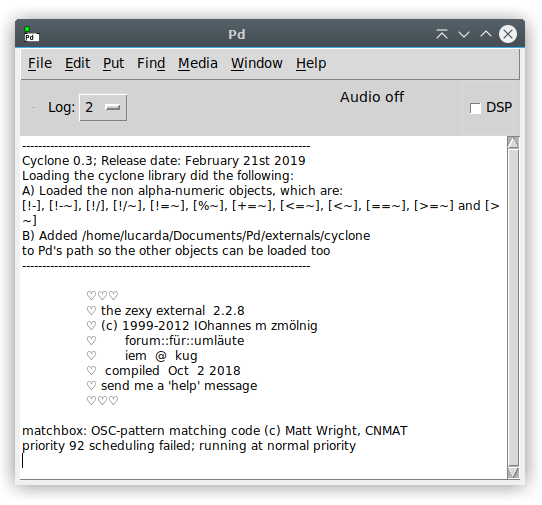 Pd
File Edit Put Find Media Window Help
Audio off
Log: 2 DSP
------------------------------------------------------------------------
Cyclone 0.3; Release date: February 21st 2019
Loading the cyclone library did the following:
A) Loaded the non alpha-numeric objects, which are:
[!-], [!-~], [!/], [!/~], [!=~], [%~], [+=~], [<=~], [<~], [==~], [>=~] and [>
~]
B) Added /home/lucarda/Documents/Pd/externals/cyclone
to Pd's path so the other objects can be loaded too
------------------------------------------------------------------------
♡♡♡
♡ the zexy external 2.2.8
♡ (c) 1999-2012 IOhannes m zmölnig
♡ forum::für::umläute
♡ iem @ kug
♡ compiled Oct 2 2018
♡ send me a 'help' message
♡♡♡
matchbox: OSC-pattern matching code (c) Matt Wright, CNMAT
priority 92 scheduling failed; running at normal priority